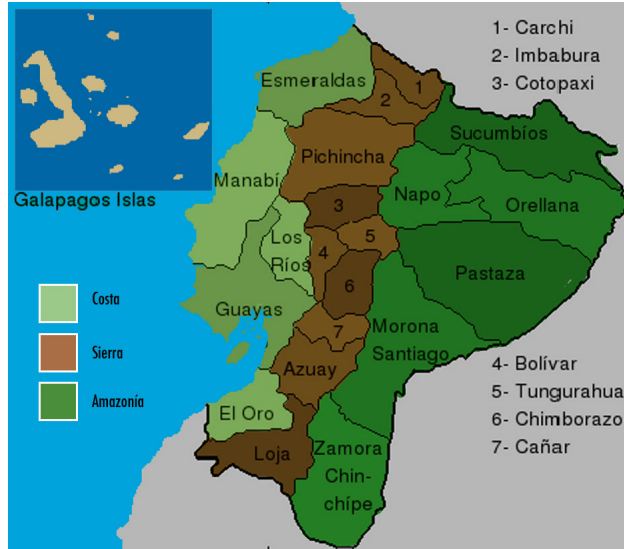 1- Carchi
2- Imbabura
3- Cotopaxi
Esmeraldas
1
2
Sucumbíos
Pichincha
Manabí
Napo
Orellana
Galapagos Islas
3
Los
Ríos
4
5
Pastaza
6
Costa
Guayas
Morona
Santiago
7
Sierra
Azuay
4- Bolívar
5- Tungurahua
6- Chimborazo
7- Cañar
Amazonía
El Oro
Loja
Zamora
Chin-
chípe